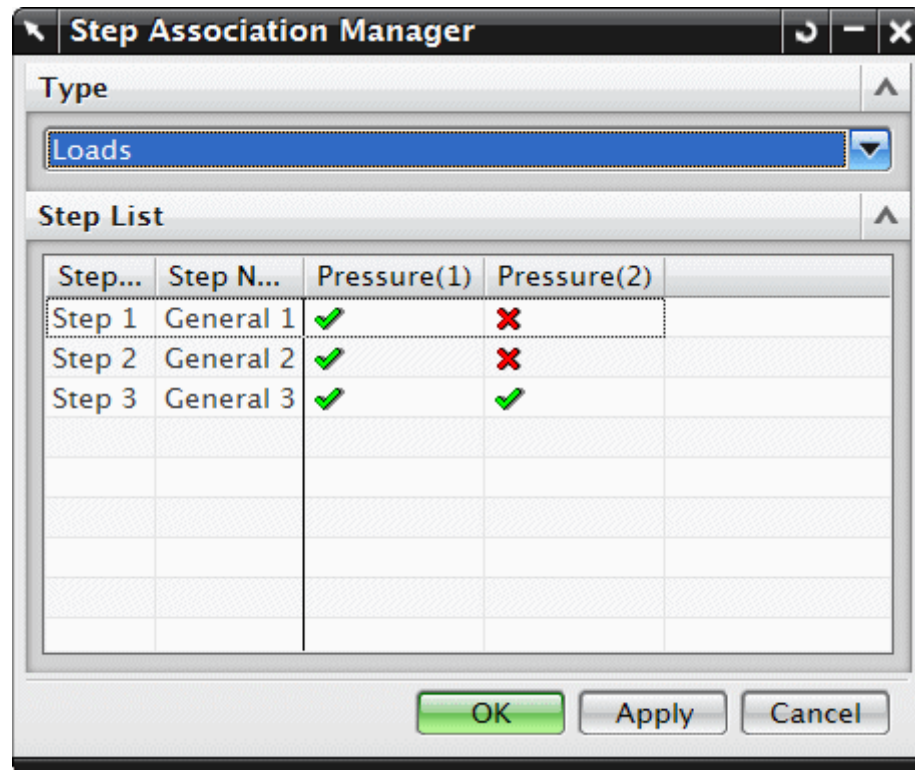 Step Association Manager
Type
Loads
Step List
Step... Step N... Pressure(1) Pressure(2)
Step 1 General 1
Step 2 General 2
Step 3 General 3
OK Apply Cancel